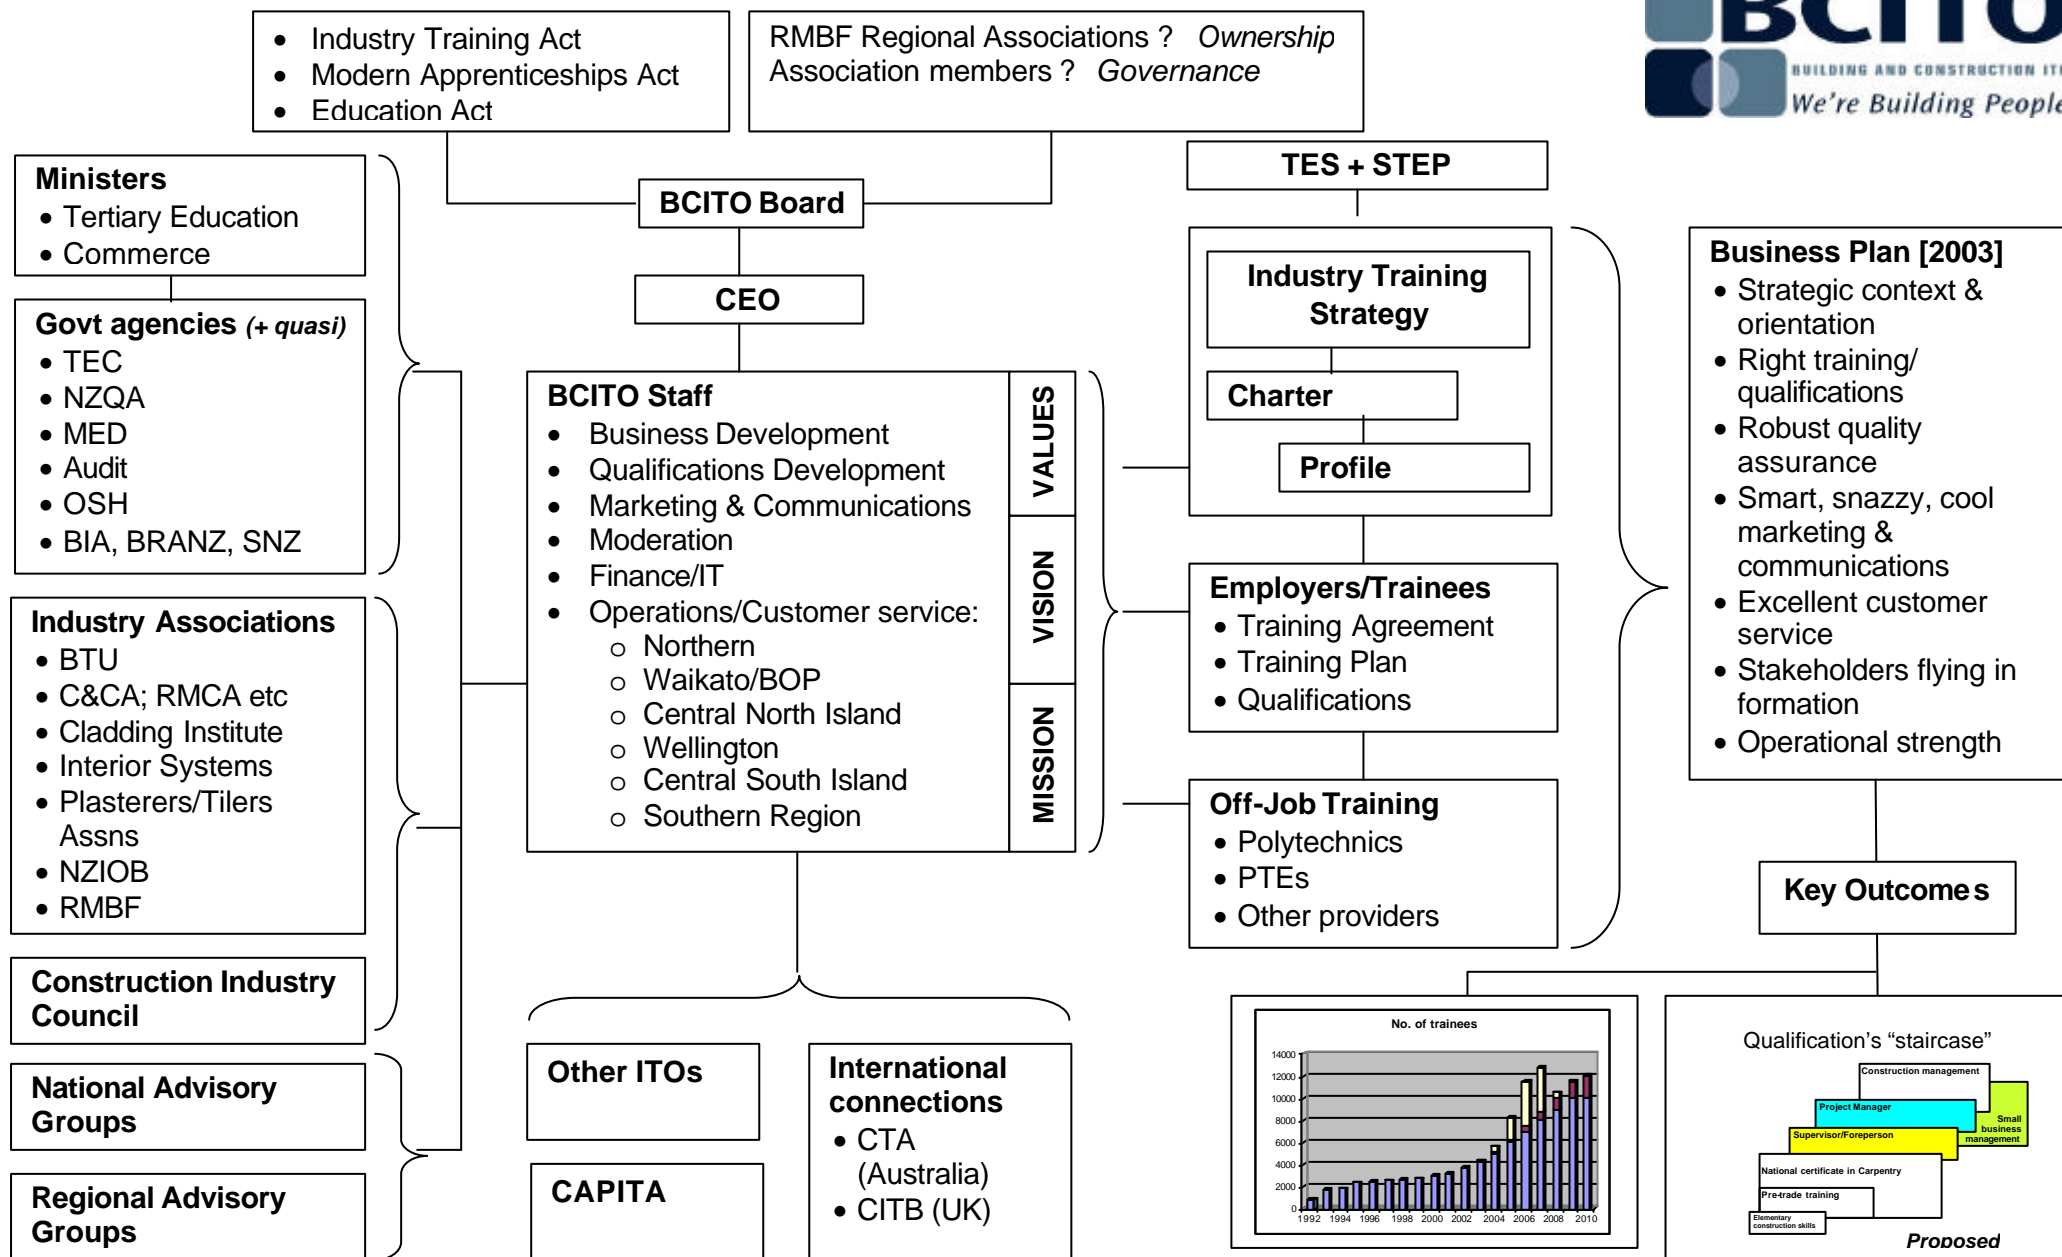 • Industry Training Act
• Modern Apprenticeships Act
• Education Act
RMBF Regional Associations ? Ownership
Association members ? Governance
BCITO
BUILDING AND CONSTRUCTION ITO
We're Building People
Ministers
• Tertiary Education
• Commerce
Govt agencies (+ quasi)
• TEC
• NZQA
• MED
• Audit
• OSH
• BIA, BRANZ, SNZ
Industry Associations
• BTU
• C&CA; RMCA etc
• Cladding Institute
• Interior Systems
• Plasterers/Tilers
Assns
• NZIOB
• RMBF
Construction Industry
Council
National Advisory
Groups
Regional Advisory
Groups
BCITO Board
CEO
BCITO Staff
• Business Development
• Qualifications Development
• Marketing & Communications
• Moderation
• Finance/IT
• Operations/Customer service:
o Northern
o Waikato/BOP
o Central North Island
o Wellington
o Central South Island
o Southern Region
VALUES
VISION
MISSION
Other ITOs
CAPITA
International
connections
• CTA
(Australia)
• CITB (UK)
TES + STEP
Industry Training
Strategy
Charter
Profile
Employers/Trainees
• Training Agreement
• Training Plan
• Qualifications
Off-Job Training
• Polytechnics
• PTEs
• Other providers
Business Plan [2003]
• Strategic context &
orientation
• Right training/
qualifications
• Robust quality
assurance
• Smart, snazzy, cool
marketing &
communications
• Excellent customer
service
• Stakeholders flying in
formation
• Operational strength
Key Outcomes
No. of trainees
14000
12000
10000
8000
6000
4000
2000
0
1992 1994 1996 1998 2000 2002 2004 2006 2008 2010
Qualification's "staircase"
Construction management
Project Manager
Small
business
management
Supervisor/Foreperson
National certificate in Carpentry
Pre-trade training
Elementary
construction skills
Proposed